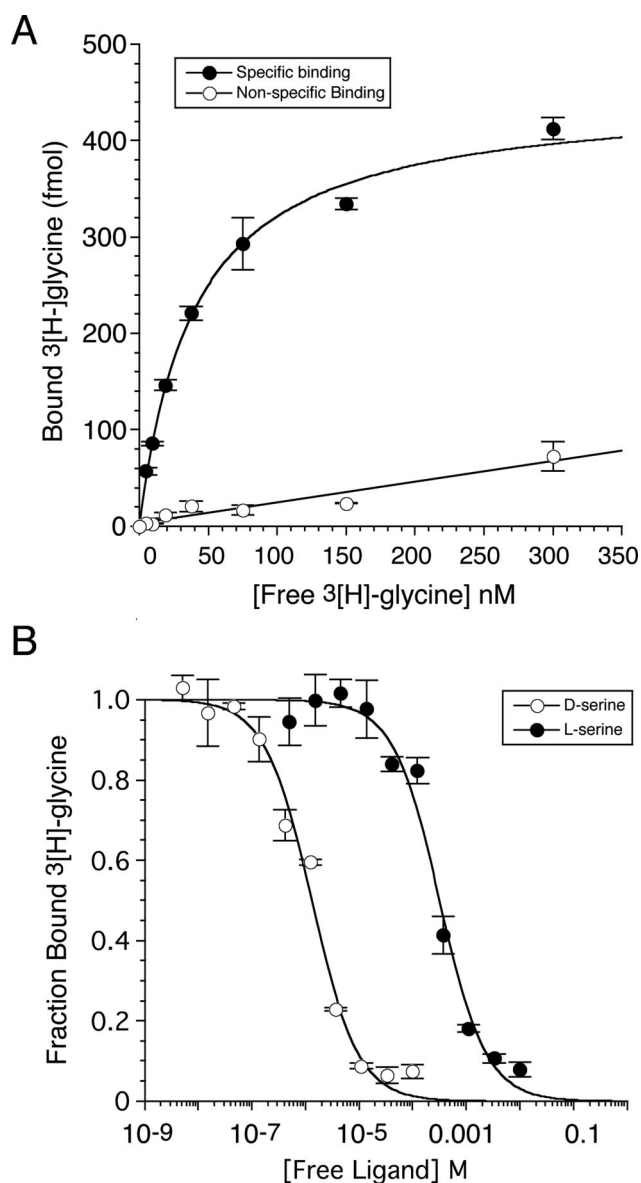 A
500
400
300
200
100
0
Bound 3[H-]glycine (fmol)
Specific binding
Non-specific Binding
0 50 100 150 200 250 300 350
[Free 3[H]-glycine] nM
B
1.0
0.8
0.6
0.4
0.2
0
Fraction Bound 3[H]-glycine
D-serine
L-serine
10-9 10-7 10-5 0.001 0.1
[Free Ligand] M